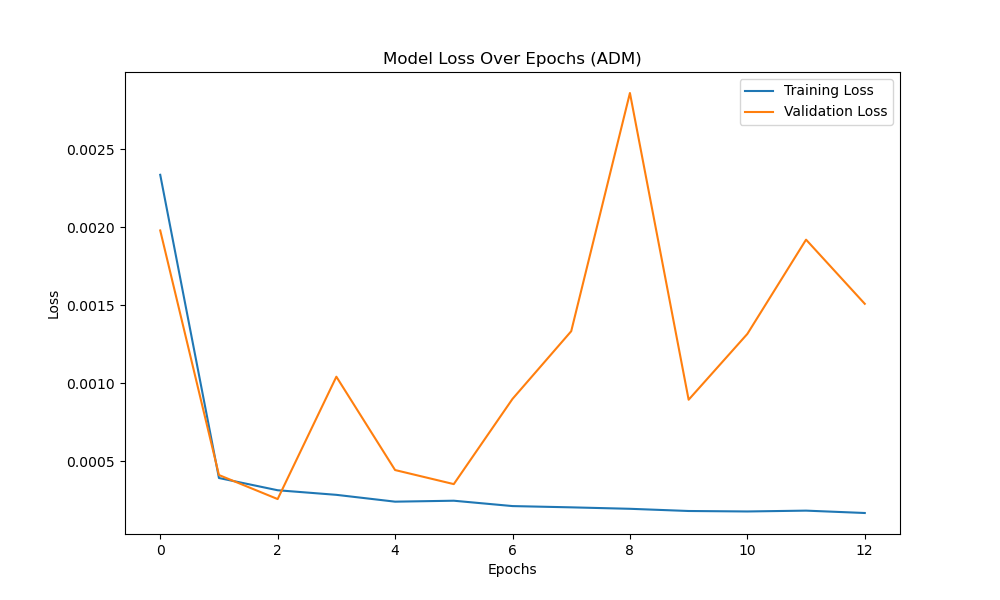 Model Loss Over Epochs (ADM)
Training Loss
Validation Loss
0.0025
0.0020
0.0015
0.0010
0.0005
Loss
0 2 4 6 8 10 12
Epochs